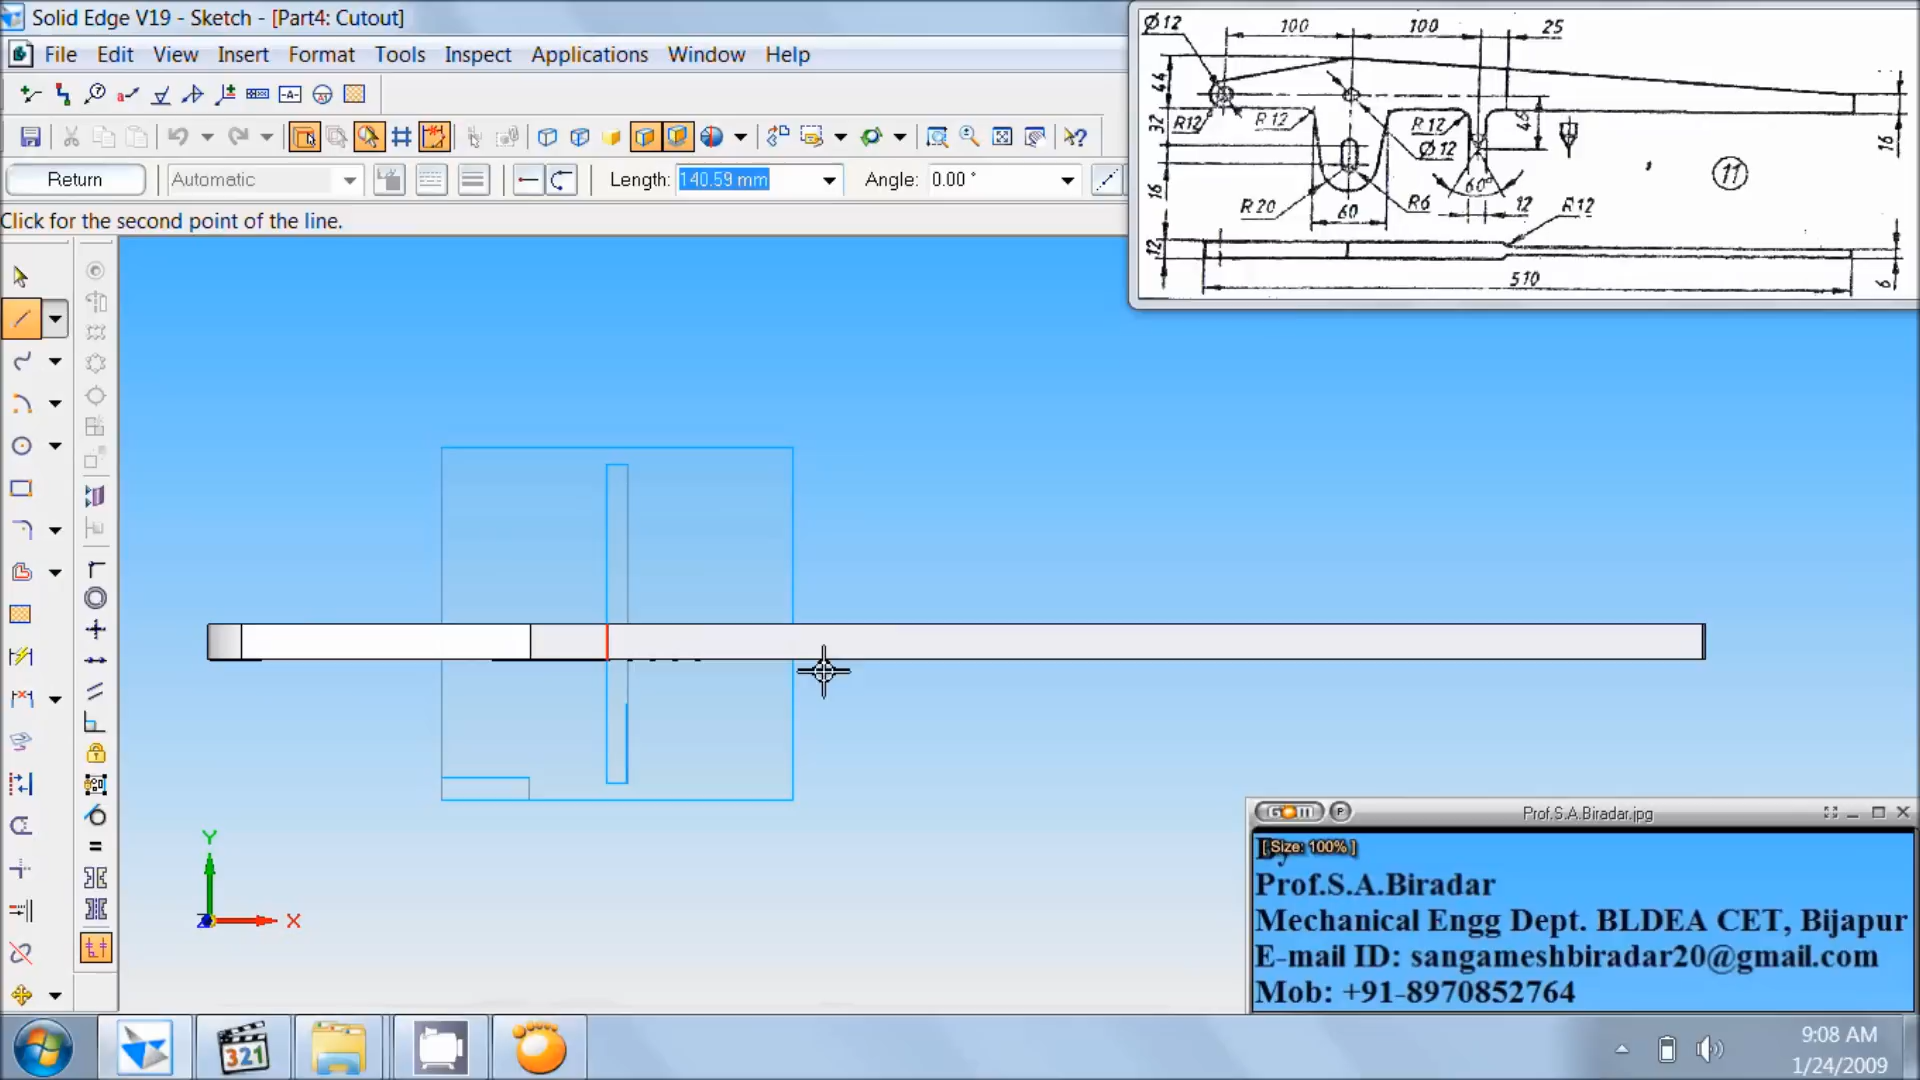 Solid Edge V19 - Sketch - [Part4: Cutout]
File Edit View Insert Format Tools Inspect Applications Window Help
Return Automatic Length: 140.59 mm Angle: 0.00 °
Click for the second point of the line.
Ø12 100 100 25
44
R12 R12 R12 46
32 Ø12 16
11
60°
16 R20 60 R6 12 R12
12
510 6
Y
X
Z
Prof.S.A.Biradar.jpg
[ Size: 100% ]
Prof.S.A.Biradar
Mechanical Engg Dept. BLDEA CET, Bijapur
E-mail ID: sangameshbiradar20@gmail.com
Mob: +91-8970852764
321
9:08 AM
1/24/2009